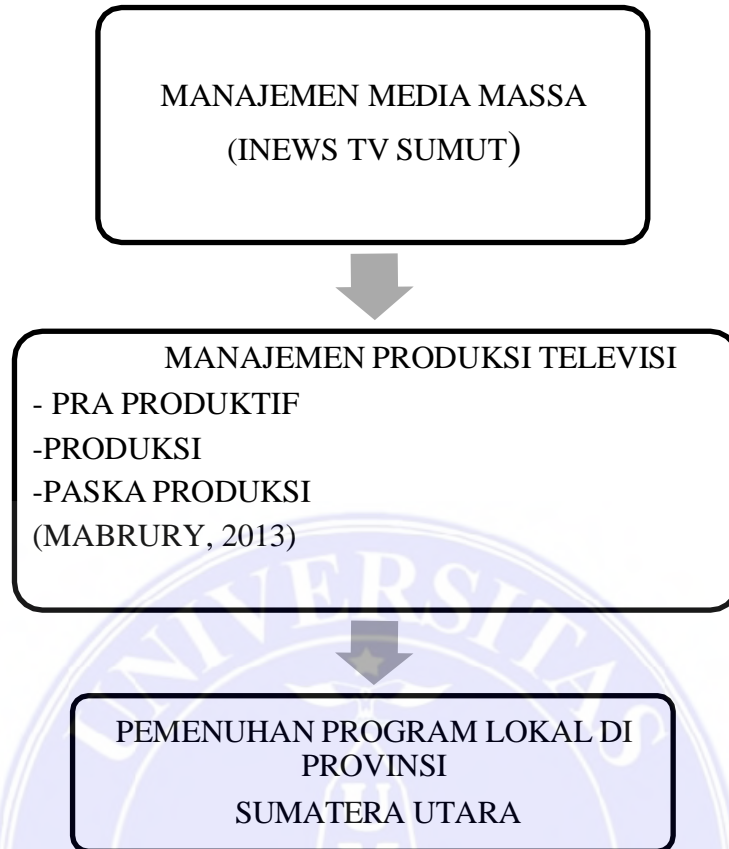 MANAJEMEN MEDIA MASSA
(INEWS TV SUMUT)
MANAJEMEN PRODUKSI TELEVISI
- PRA PRODUKTIF
-PRODUKSI
-PASKA PRODUKSI
(MABRURY, 2013)
UNIVERSITAS
PEMENUHAN PROGRAM LOKAL DI
PROVINSI
SUMATERA UTARA